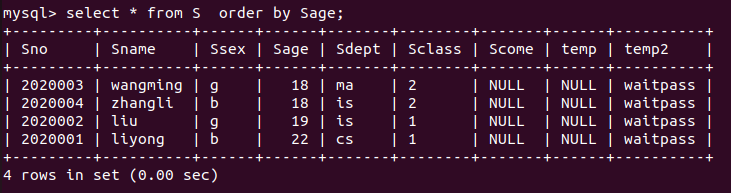 mysql> select * from S  order by Sage;
+---------+----------+------+------+-------+--------+-------+------+----------+
| Sno     | Sname    | Ssex | Sage | Sdept | Sclass | Scome | temp | temp2    |
+---------+----------+------+------+-------+--------+-------+------+----------+
| 2020003 | wangming | g    |   18 | ma    | 2      | NULL  | NULL | waitpass |
| 2020004 | zhangli  | b    |   18 | is    | 2      | NULL  | NULL | waitpass |
| 2020002 | liu      | g    |   19 | is    | 1      | NULL  | NULL | waitpass |
| 2020001 | liyong   | b    |   22 | cs    | 1      | NULL  | NULL | waitpass |
+---------+----------+------+------+-------+--------+-------+------+----------+
4 rows in set (0.00 sec)